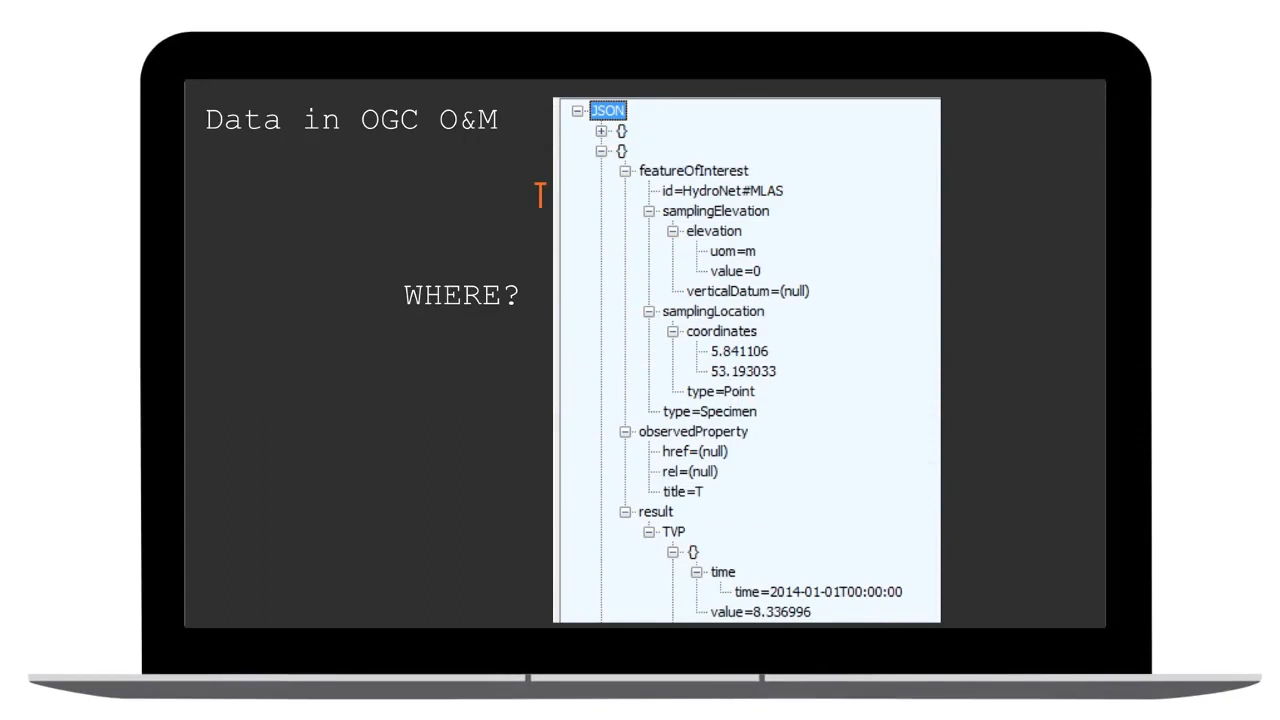 Data in OGC O&M
WHERE?
JSON
{}
{}
featureOfInterest
id=HydroNet#MLAS
samplingElevation
elevation
uom=m
value=0
verticalDatum=(null)
samplingLocation
coordinates
5.841106
53.193033
type=Point
type=Specimen
observedProperty
href=(null)
rel=(null)
title=T
result
TVP
{}
time
time=2014-01-01T00:00:00
value=8.336996